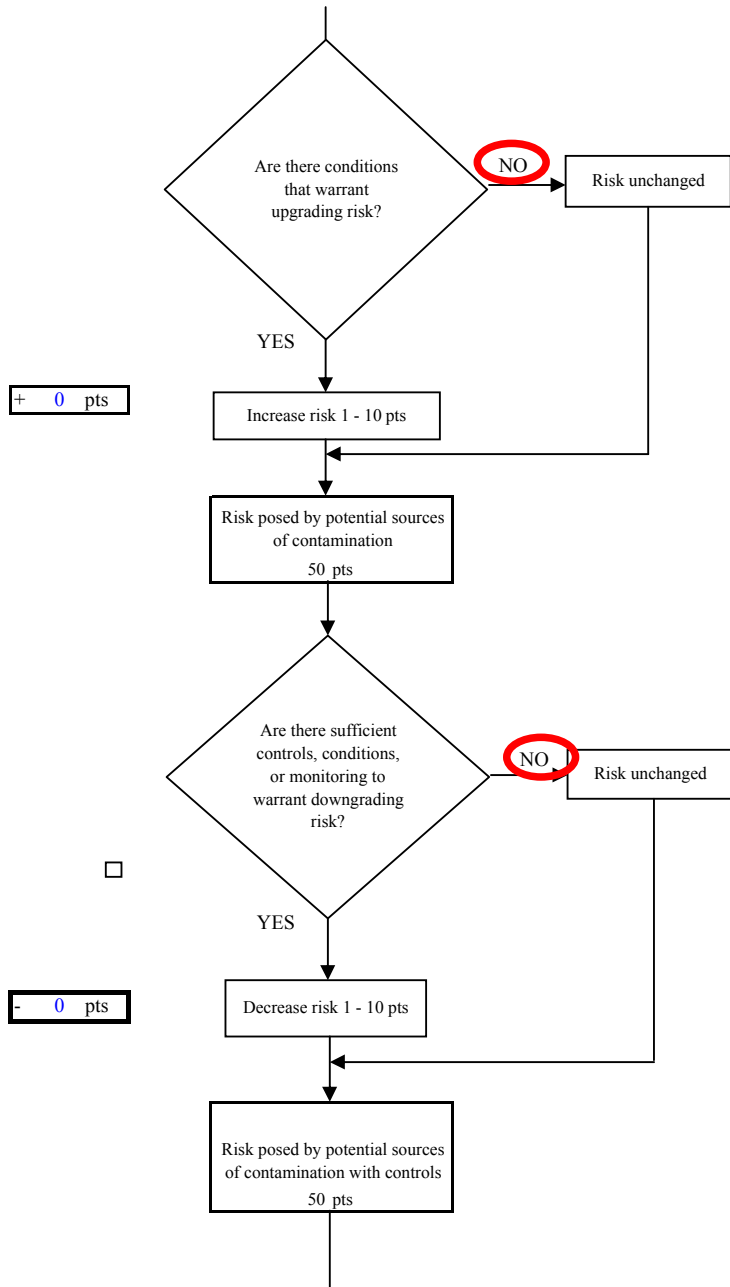 Are there conditions
that warrant
upgrading risk?
NO
Risk unchanged
YES
+ 0 pts
Increase risk 1 - 10 pts
Risk posed by potential sources
of contamination
50 pts
Are there sufficient
controls, conditions,
or monitoring to
warrant downgrading
risk?
NO
Risk unchanged
YES
- 0 pts
Decrease risk 1 - 10 pts
Risk posed by potential sources
of contamination with controls
50 pts